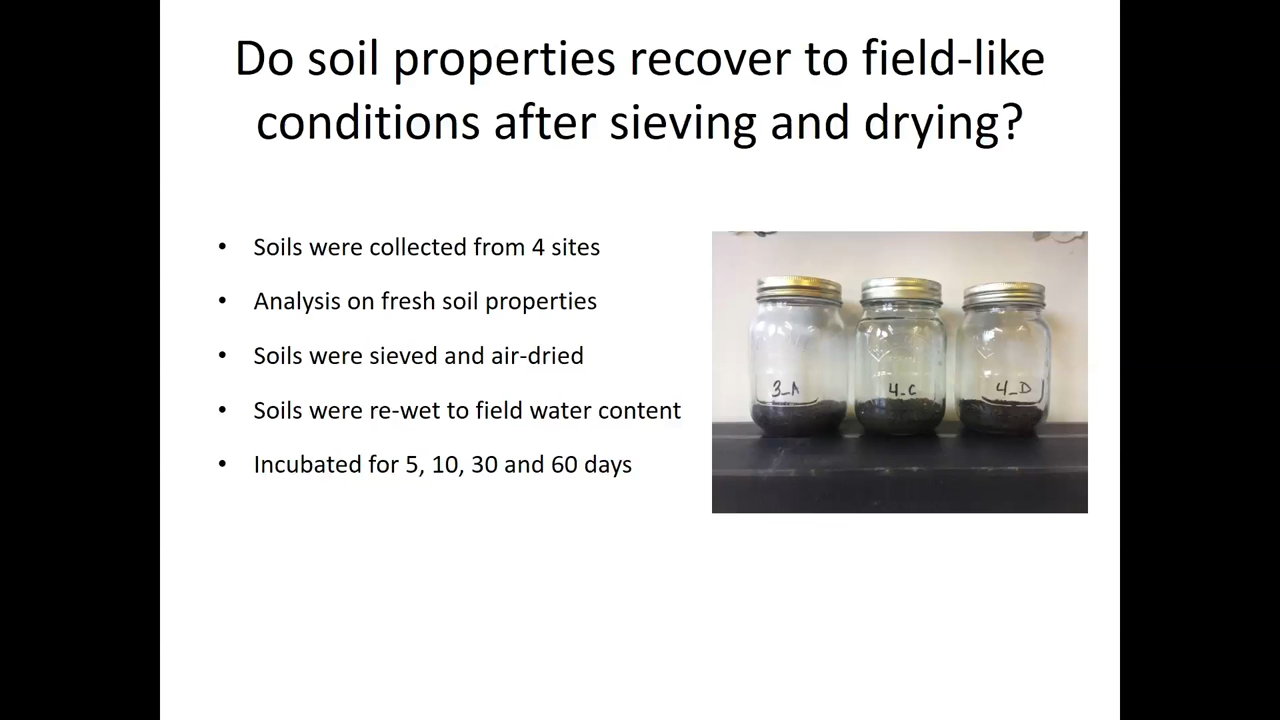 Do soil properties recover to field-like
conditions after sieving and drying?
• Soils were collected from 4 sites
• Analysis on fresh soil properties
• Soils were sieved and air-dried
• Soils were re-wet to field water content
• Incubated for 5, 10, 30 and 60 days
3_A
4_C
4_D